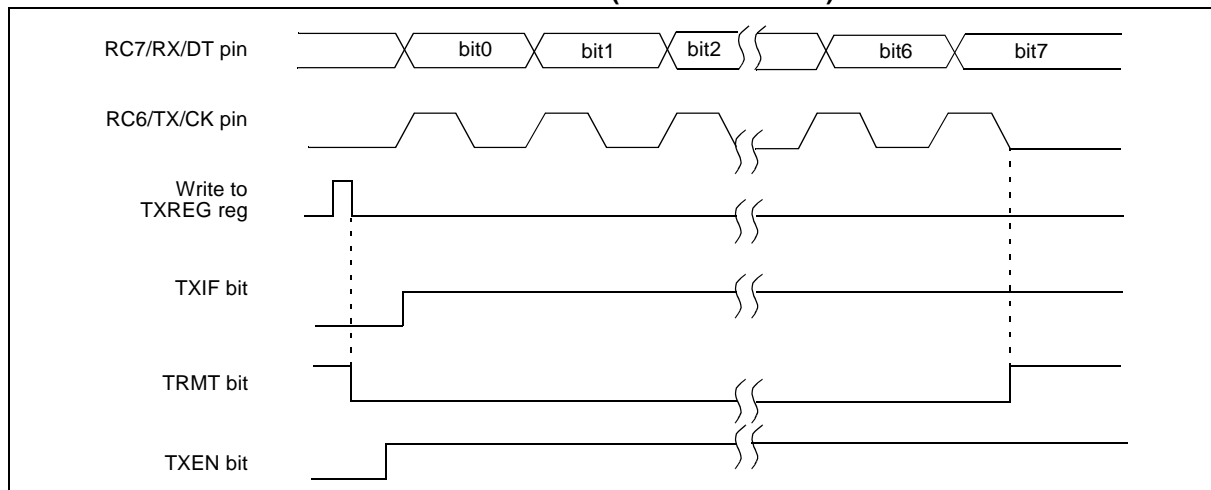 RC7/RX/DT pin
bit0
bit1
bit2
bit6
bit7
RC6/TX/CK pin
Write to
TXREG reg
TXIF bit
TRMT bit
TXEN bit